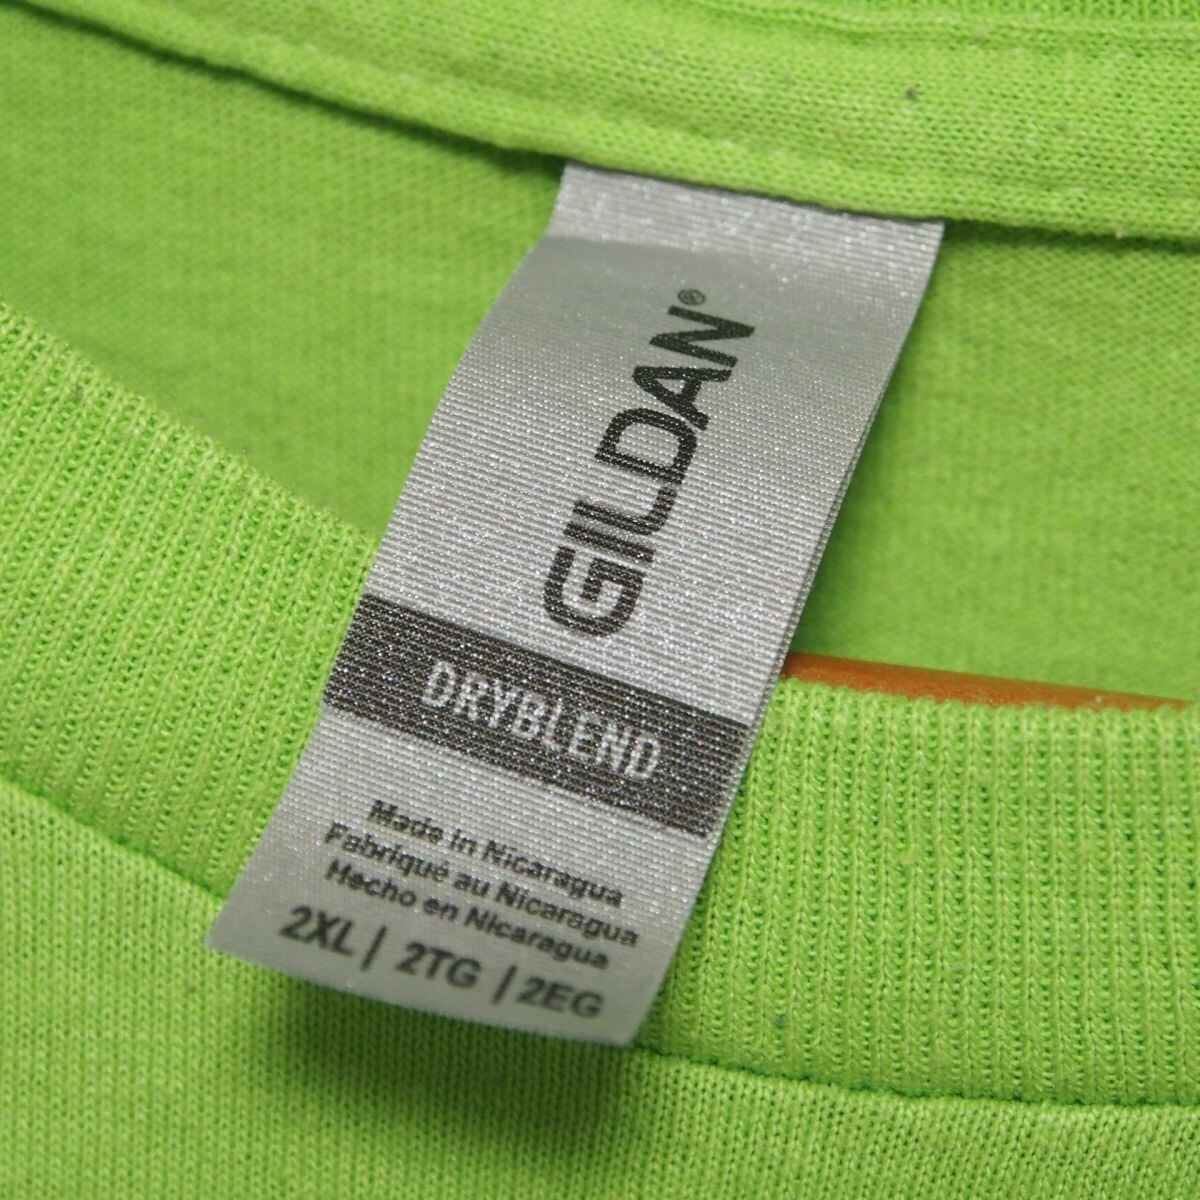 GILDAN®
DRYBLEND
Made in Nicaragua
Fabriqué au Nicaragua
Hecho en Nicaragua
2XL | 2TG | 2EG